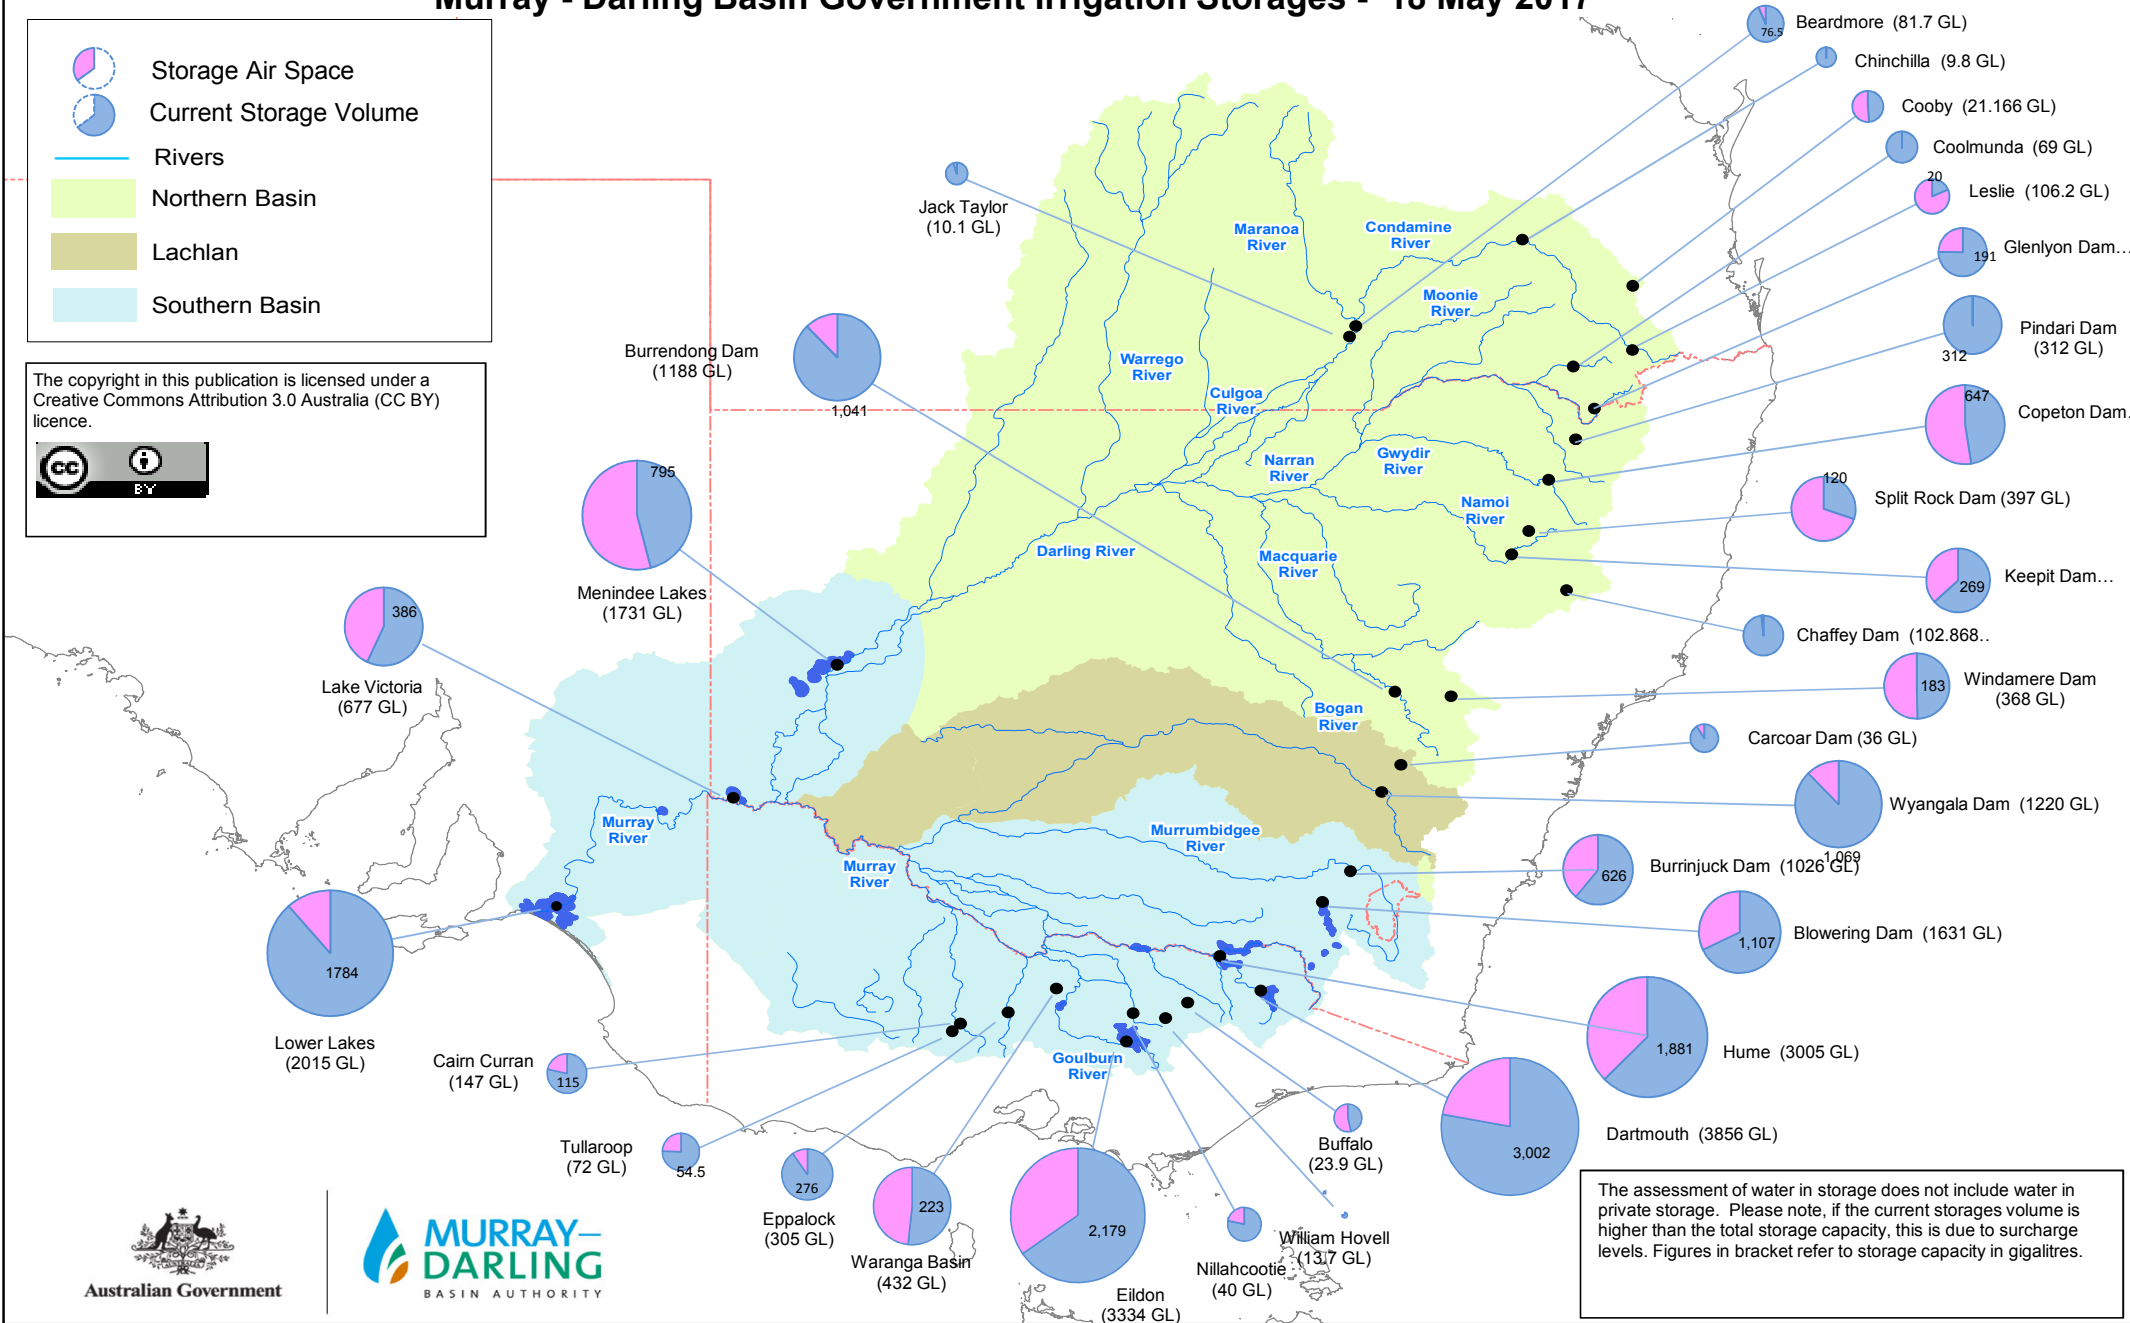 Murray - Darling Basin Government Irrigation Storages - 18 May 2017
Storage Air Space
Current Storage Volume
Rivers
Northern Basin
Lachlan
Southern Basin
The copyright in this publication is licensed under a
Creative Commons Attribution 3.0 Australia (CC BY)
licence.
cc
BY
Beardmore (81.7 GL)
76.5
Chinchilla (9.8 GL)
Cooby (21.166 GL)
Coolmunda (69 GL)
20
Leslie (106.2 GL)
Glenlyon Dam...
191
Pindari Dam
(312 GL)
312
Copeton Dam.
647
120
Split Rock Dam (397 GL)
Keepit Dam...
269
Chaffey Dam (102.868..
Windamere Dam
(368 GL)
183
Carcoar Dam (36 GL)
Wyangala Dam (1220 GL)
1,069
Burrinjuck Dam (1026 GL)
626
Blowering Dam (1631 GL)
1,107
Hume (3005 GL)
1,881
Dartmouth (3856 GL)
3,002
Jack Taylor
(10.1 GL)
Burrendong Dam
(1188 GL)
1,041
795
Menindee Lakes
(1731 GL)
386
Lake Victoria
(677 GL)
1784
Lower Lakes
(2015 GL)
Cairn Curran
(147 GL)
115
Tullaroop
(72 GL)
54.5
276
Eppalock
(305 GL)
223
Waranga Basin
(432 GL)
2,179
Eildon
(3334 GL)
Nillahcootie
(40 GL)
William Hovell
(13.7 GL)
Buffalo
(23.9 GL)
Maranoa
River
Condamine
River
Moonie
River
Warrego
River
Culgoa
River
Narran
River
Gwydir
River
Namoi
River
Darling River
Macquarie
River
Bogan
River
Murray
River
Murray
River
Murrumbidgee
River
Goulburn
River
Australian Government
MURRAY–
DARLING
BASIN AUTHORITY
The assessment of water in storage does not include water in
private storage. Please note, if the current storages volume is
higher than the total storage capacity, this is due to surcharge
levels. Figures in bracket refer to storage capacity in gigalitres.